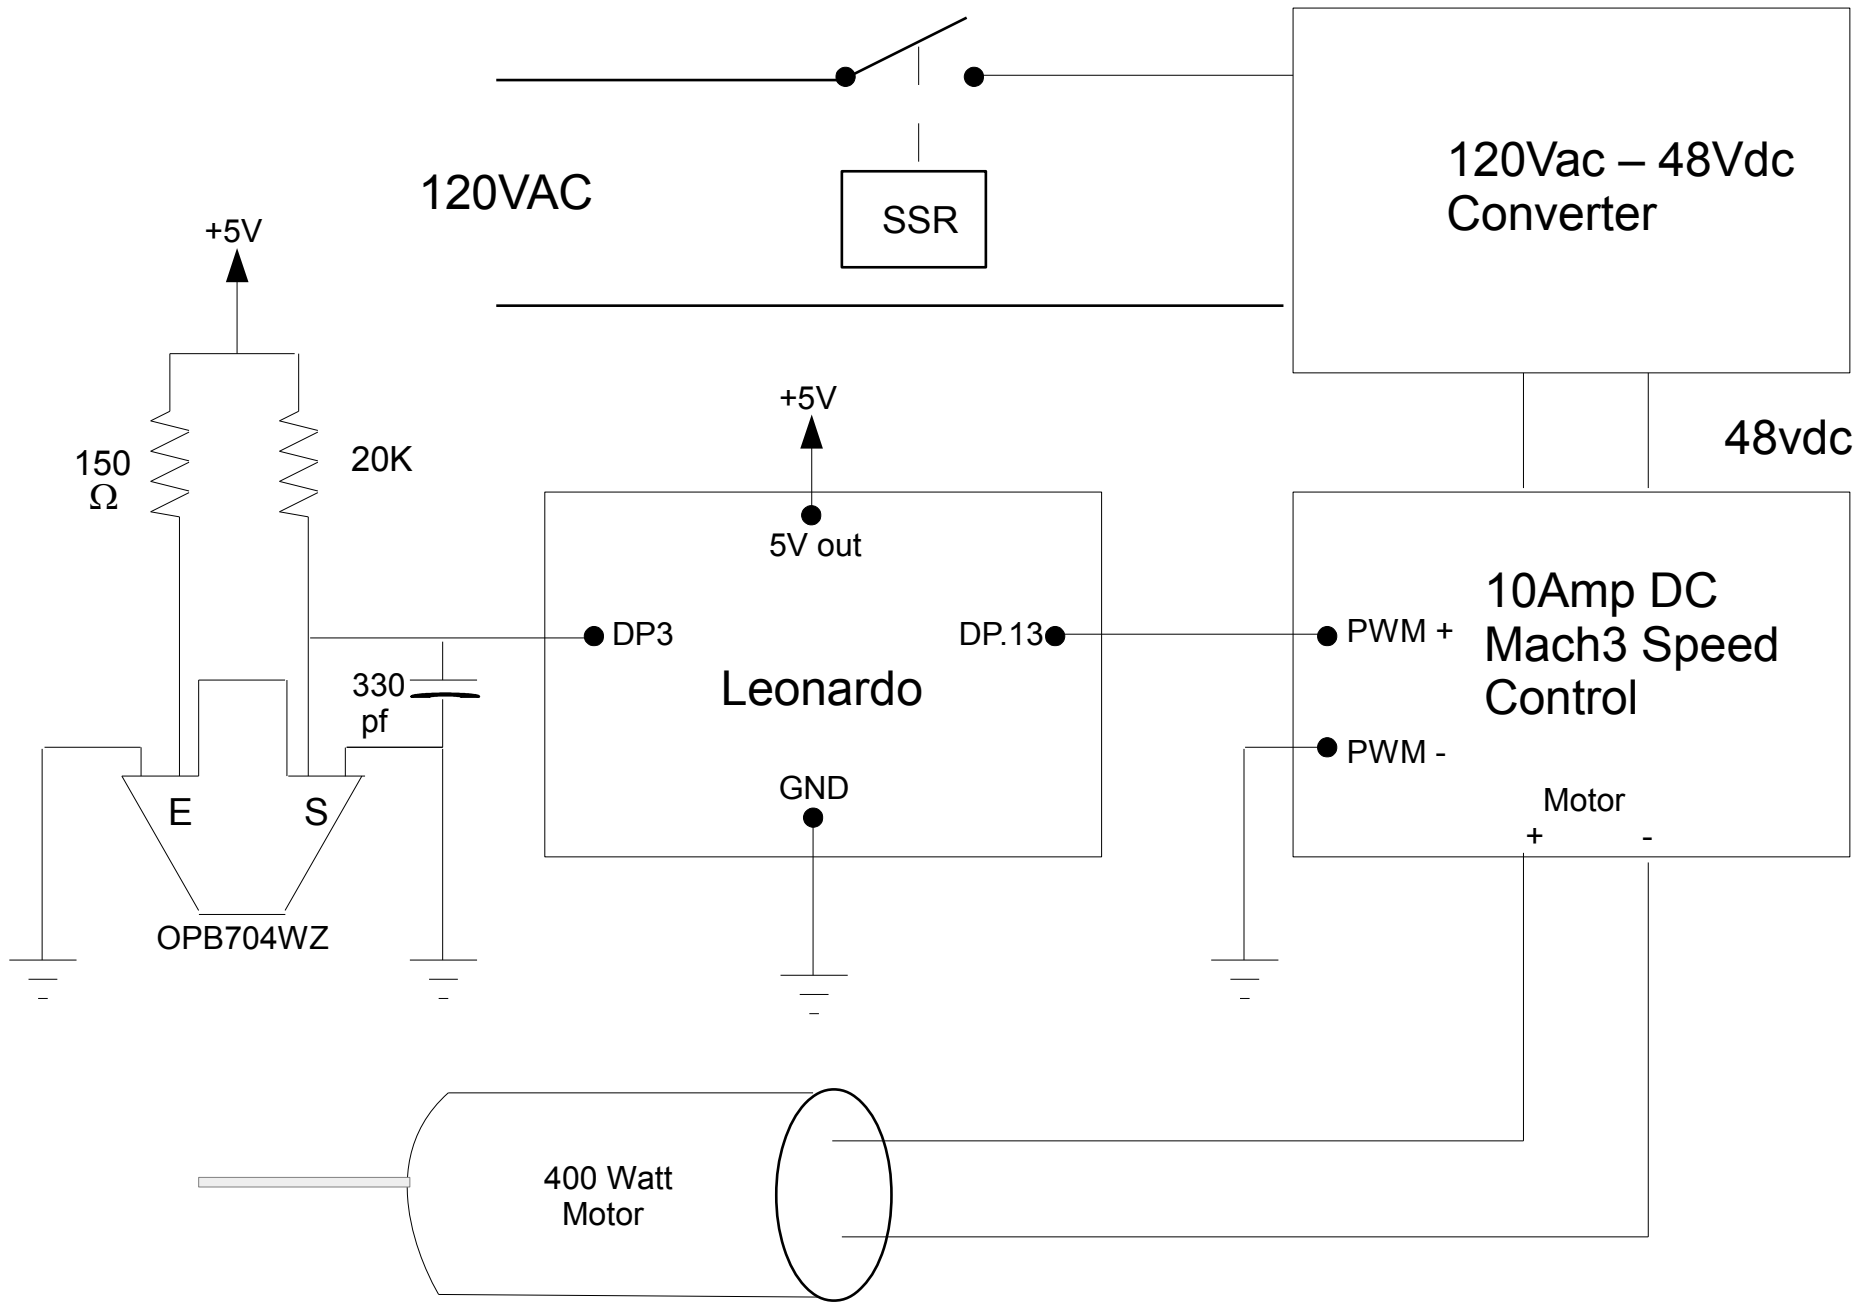 120Vac – 48Vdc
Converter
120VAC
SSR
+5V
+5V
48vdc
150
Ω
20K
5V out
10Amp DC
Mach3 Speed
Control
DP3
DP.13
PWM +
Leonardo
330
pf
PWM -
GND
Motor
+ -
E
S
OPB704WZ
400 Watt
Motor